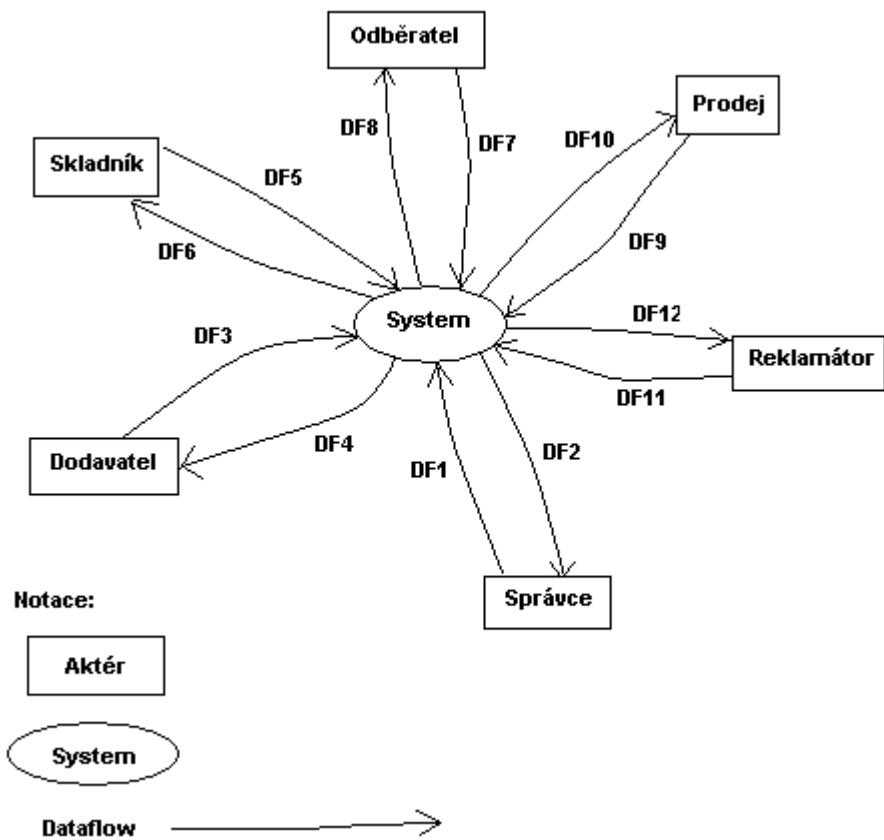 Odběratel
Prodej
DF8
DF7
DF10
Skladník
DF5
DF9
DF6
System
DF12
DF3
Reklamátor
DF11
DF4
Dodavatel
DF1
DF2
Správce
Notace:
Aktér
System
Dataflow